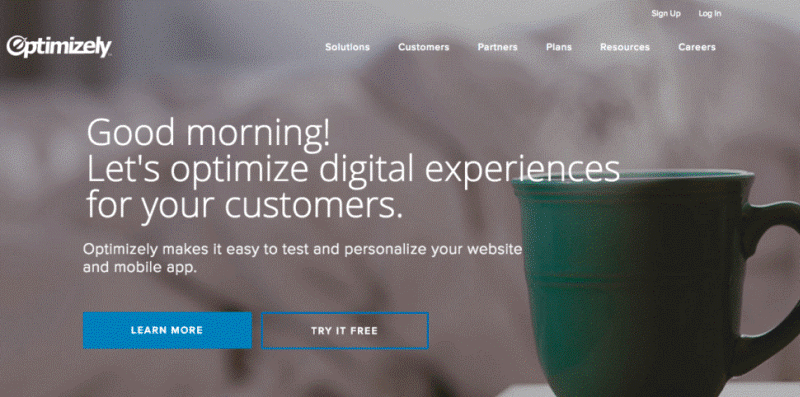 Sign Up Log In
Optimizely
Solutions Customers Partners Plans Resources Careers
Good morning!
Let's optimize digital experiences
for your customers.
Optimizely makes it easy to test and personalize your website
and mobile app.
LEARN MORE TRY IT FREE